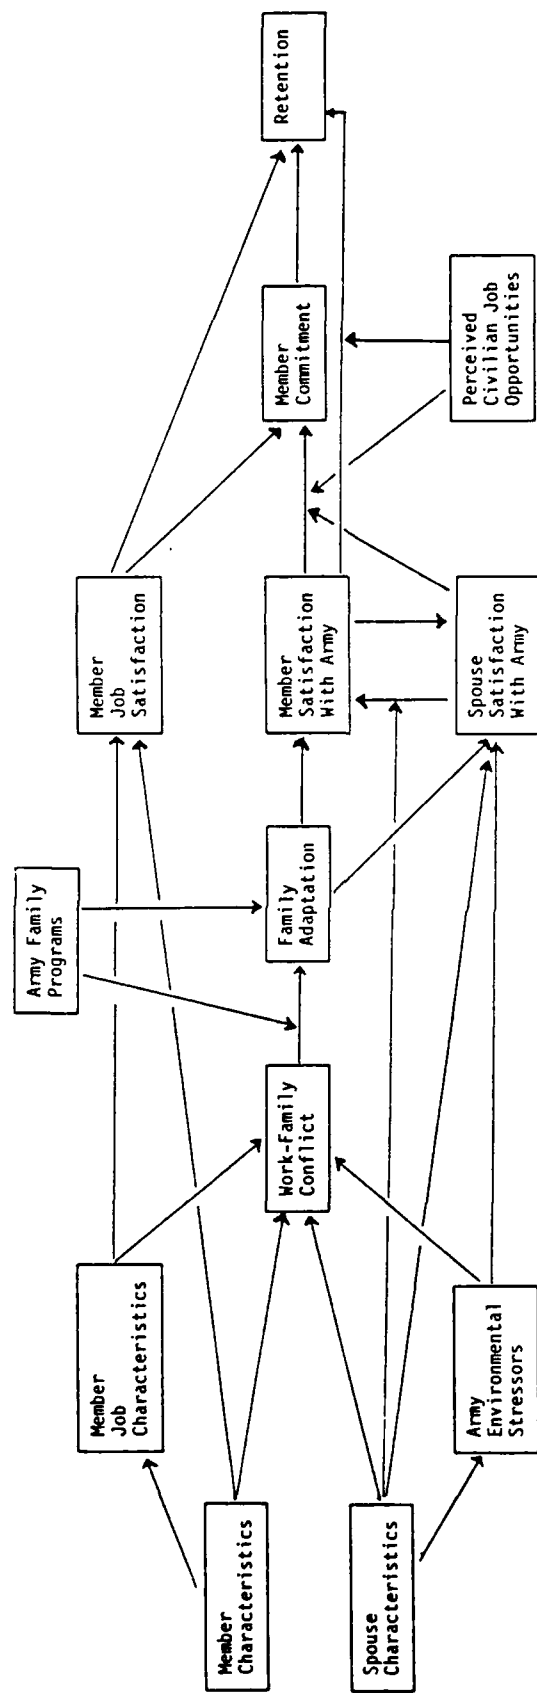 Member
Characteristics
Spouse
Characteristics
Member
Job
Characteristics
Army
Environmental
Stressors
Work-Family
Conflict
Army Family
Programs
Family
Adaptation
Member
Job
Satisfaction
Member
Satisfaction
With Army
Spouse
Satisfaction
With Army
Member
Commitment
Perceived
Civilian Job
Opportunities
Retention